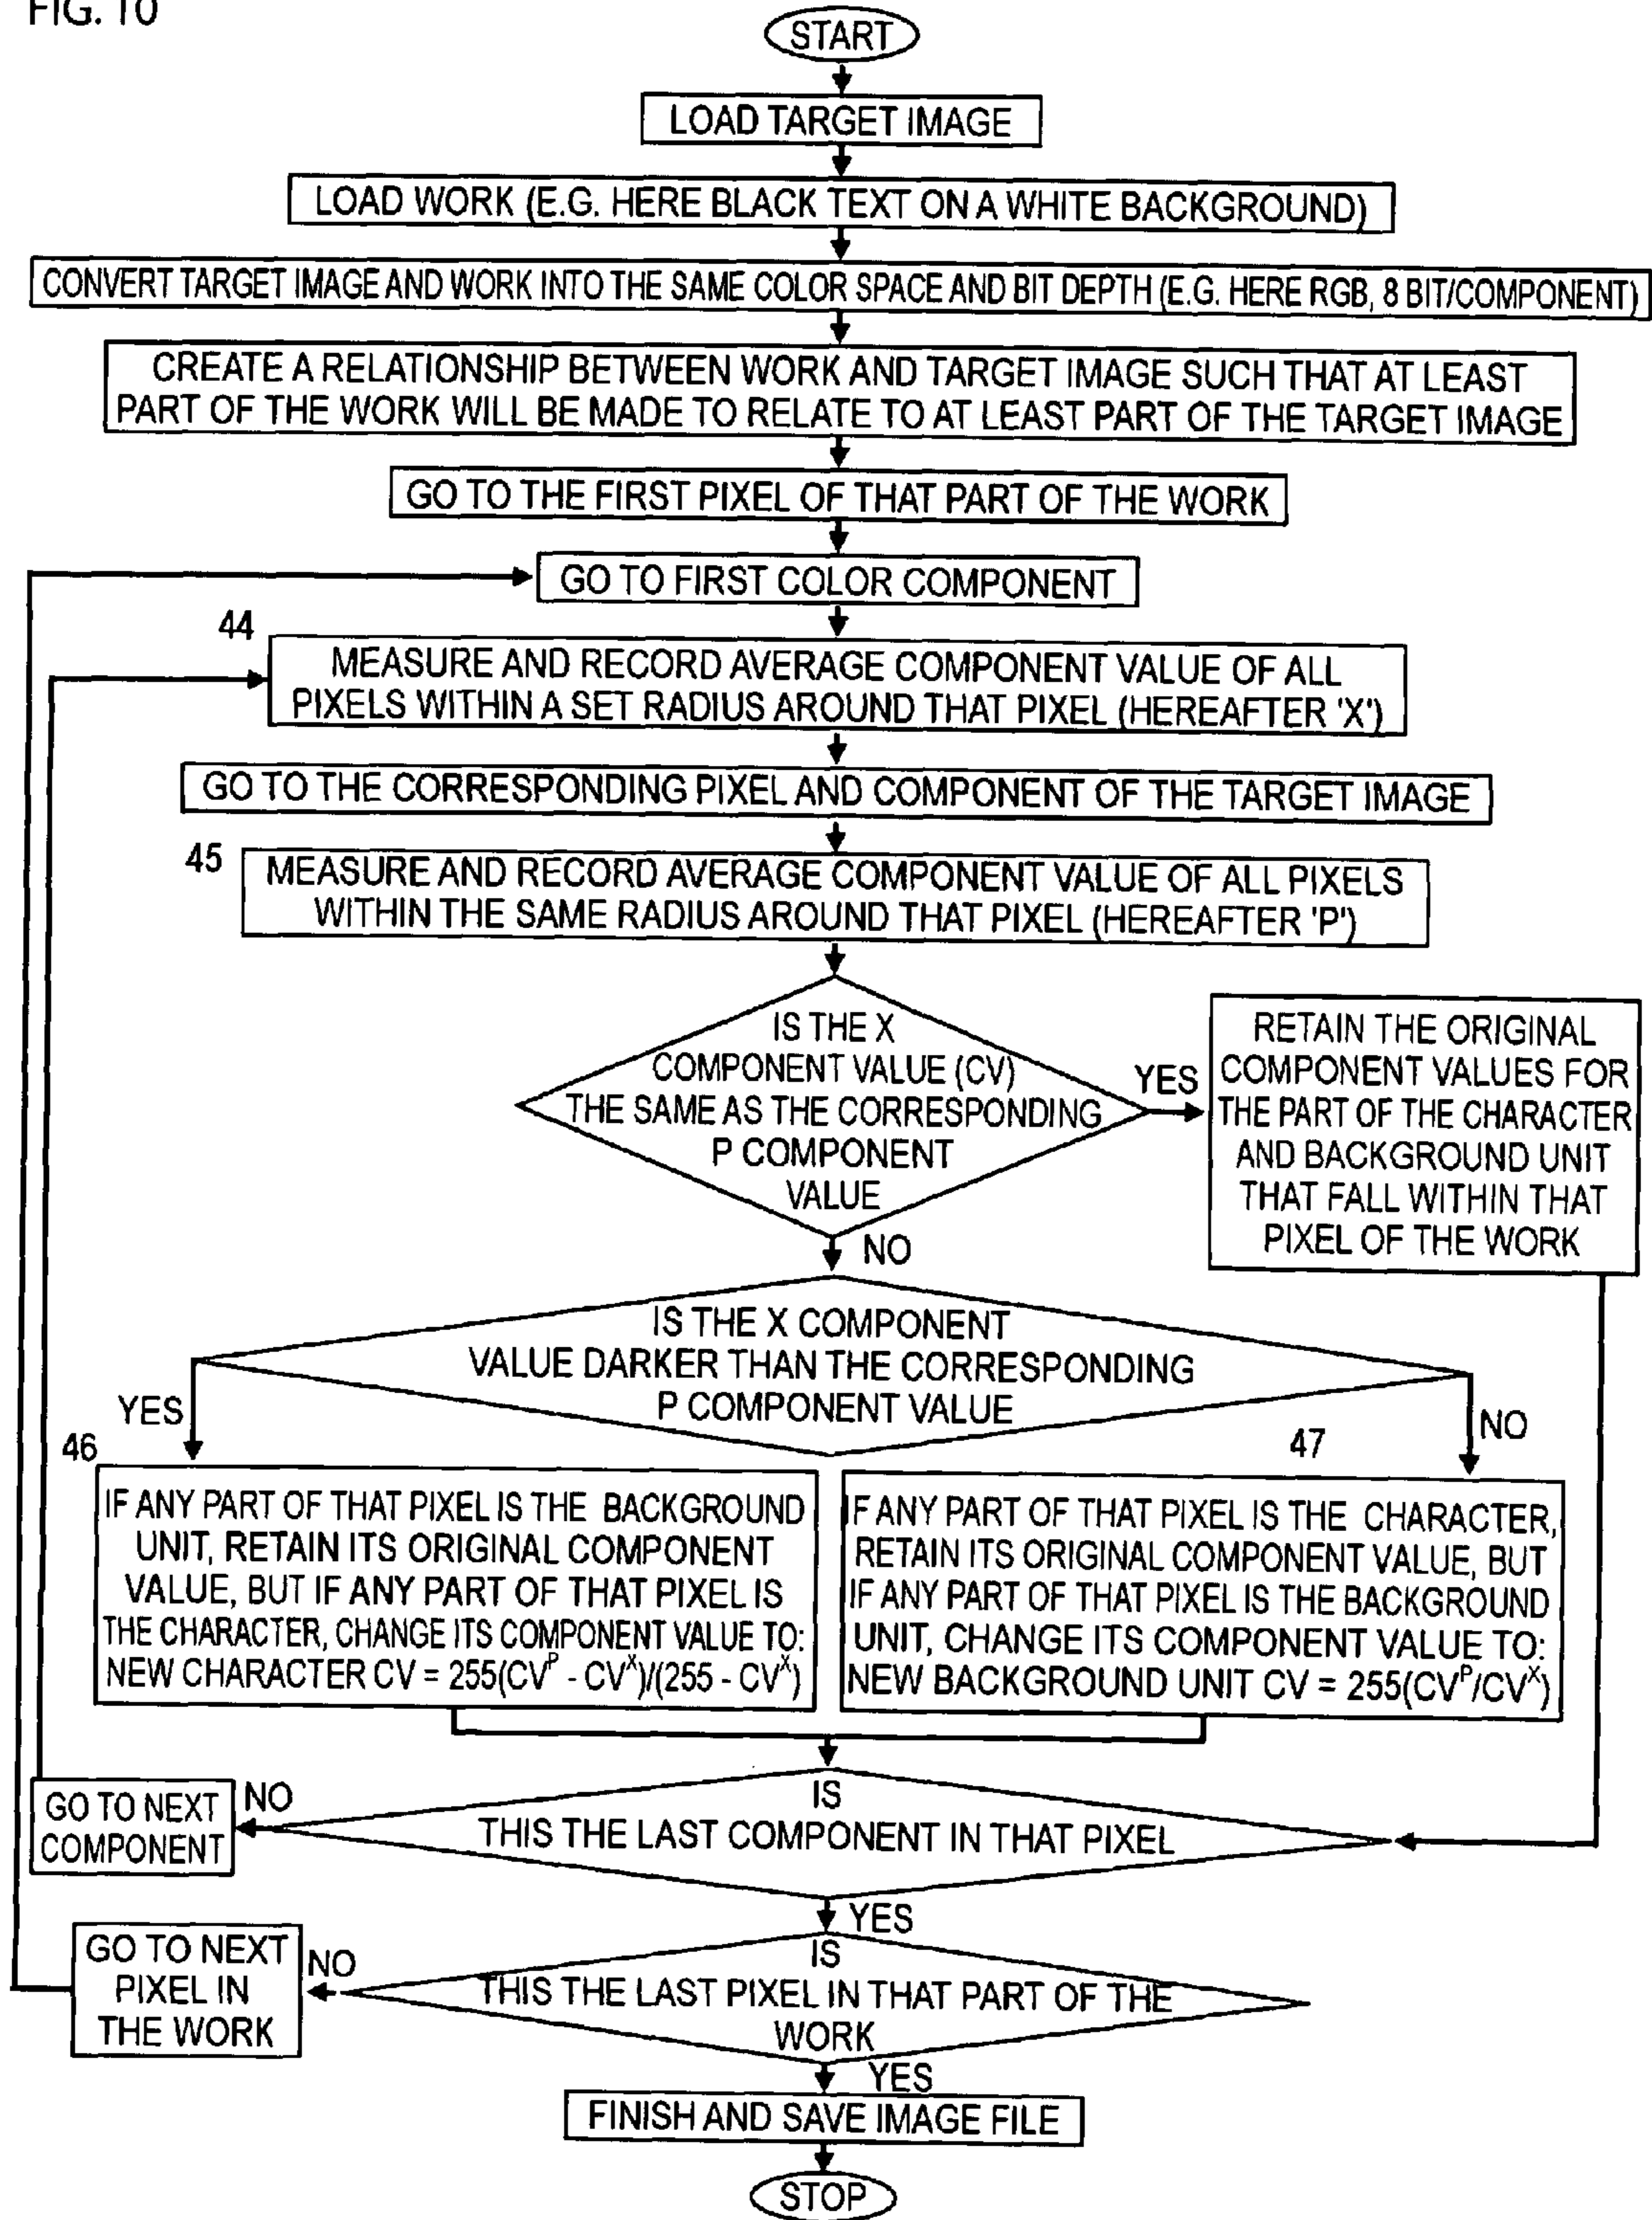 FIG. 10
START
LOAD TARGET IMAGE
LOAD WORK (E.G. HERE BLACK TEXT ON A WHITE BACKGROUND)
CONVERT TARGET IMAGE AND WORK INTO THE SAME COLOR SPACE AND BIT DEPTH (E.G. HERE RGB, 8 BIT/COMPONENT)
CREATE A RELATIONSHIP BETWEEN WORK AND TARGET IMAGE SUCH THAT AT LEAST
PART OF THE WORK WILL BE MADE TO RELATE TO AT LEAST PART OF THE TARGET IMAGE
GO TO THE FIRST PIXEL OF THAT PART OF THE WORK
GO TO FIRST COLOR COMPONENT
44
MEASURE AND RECORD AVERAGE COMPONENT VALUE OF ALL
PIXELS WITHIN A SET RADIUS AROUND THAT PIXEL (HEREAFTER 'X')
GO TO THE CORRESPONDING PIXEL AND COMPONENT OF THE TARGET IMAGE
45
MEASURE AND RECORD AVERAGE COMPONENT VALUE OF ALL PIXELS
WITHIN THE SAME RADIUS AROUND THAT PIXEL (HEREAFTER 'P')
IS THE X
COMPONENT VALUE (CV)
THE SAME AS THE CORRESPONDING
P COMPONENT
VALUE
YES
RETAIN THE ORIGINAL
COMPONENT VALUES FOR
THE PART OF THE CHARACTER
AND BACKGROUND UNIT
THAT FALL WITHIN THAT
PIXEL OF THE WORK
NO
IS THE X COMPONENT
VALUE DARKER THAN THE CORRESPONDING
P COMPONENT VALUE
YES
NO
46
IF ANY PART OF THAT PIXEL IS THE BACKGROUND
UNIT, RETAIN ITS ORIGINAL COMPONENT
VALUE, BUT IF ANY PART OF THAT PIXEL IS
THE CHARACTER, CHANGE ITS COMPONENT VALUE TO:
NEW CHARACTER CV = 255(CV^P - CV^X)/(255 - CV^X)
47
IF ANY PART OF THAT PIXEL IS THE CHARACTER,
RETAIN ITS ORIGINAL COMPONENT VALUE, BUT
IF ANY PART OF THAT PIXEL IS THE BACKGROUND
UNIT, CHANGE ITS COMPONENT VALUE TO:
NEW BACKGROUND UNIT CV = 255(CV^P/CV^X)
IS
THIS THE LAST COMPONENT IN THAT PIXEL
NO
GO TO NEXT
COMPONENT
YES
IS
THIS THE LAST PIXEL IN THAT PART OF THE
WORK
NO
GO TO NEXT
PIXEL IN
THE WORK
YES
FINISH AND SAVE IMAGE FILE
STOP